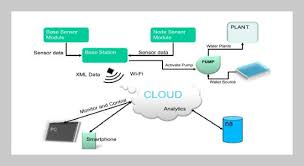 Base Sensor
Module
Node Sensor
Module
PLANT
Sensor data
Sensor data
Water Plants
Base Station
Activate Pump
PUMP
XML Data
Wi-Fi
Water Source
CLOUD
Monitor and Control
Analytics
PC
DB
Smartphone